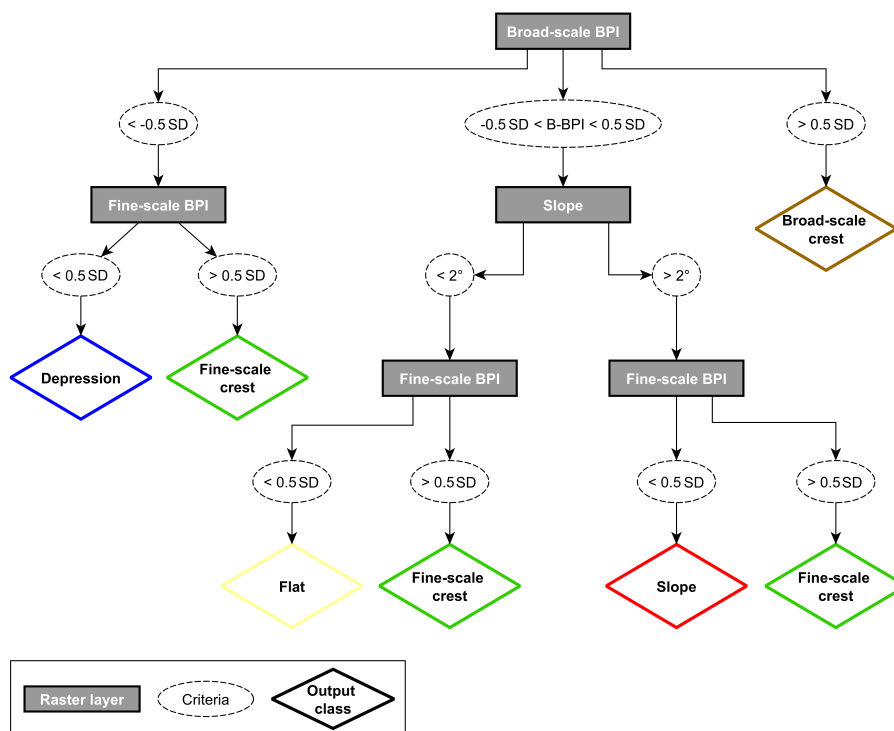 Broad-scale BPI
< -0.5 SD
-0.5 SD < B-BPI < 0.5 SD
> 0.5 SD
Fine-scale BPI
Slope
Broad-scale
crest
< 0.5 SD
> 0.5 SD
< 2°
> 2°
Depression
Fine-scale
crest
Fine-scale BPI
Fine-scale BPI
< 0.5 SD
> 0.5 SD
< 0.5 SD
> 0.5 SD
Flat
Fine-scale
crest
Slope
Fine-scale
crest
Raster layer
Criteria
Output
class